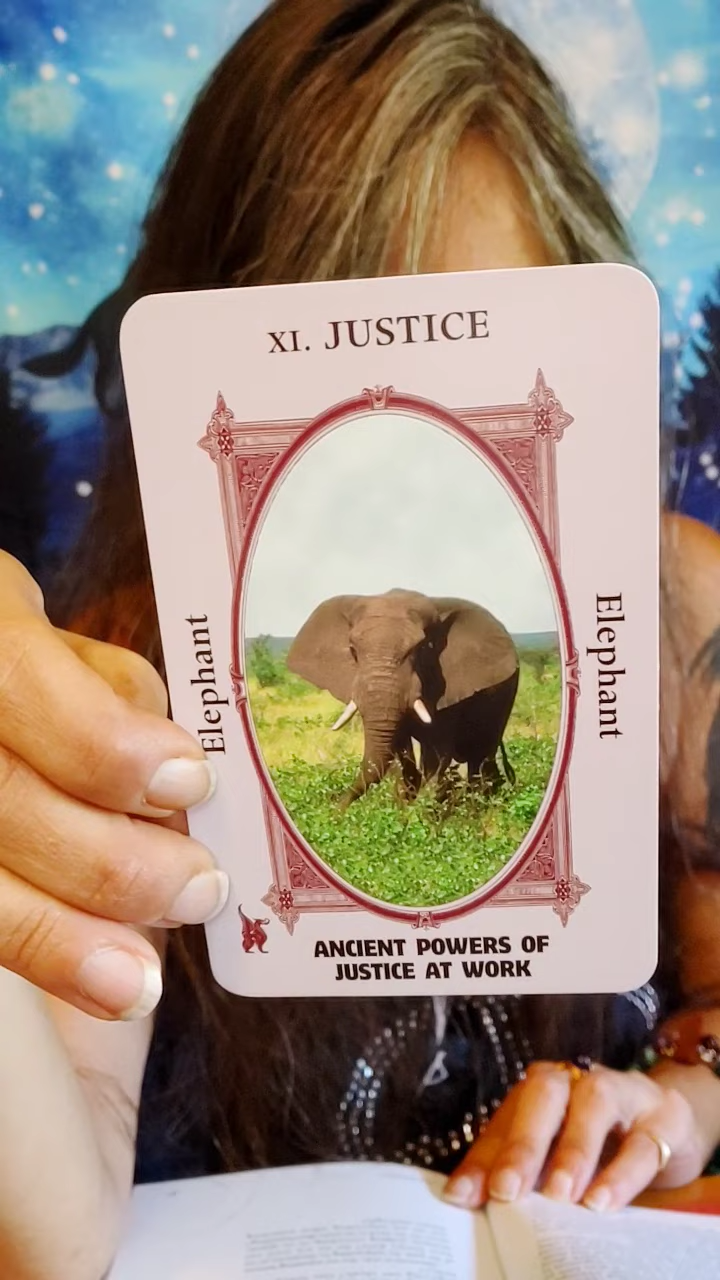 XI. JUSTICE
Elephant
Elephant
ANCIENT POWERS OF
JUSTICE AT WORK